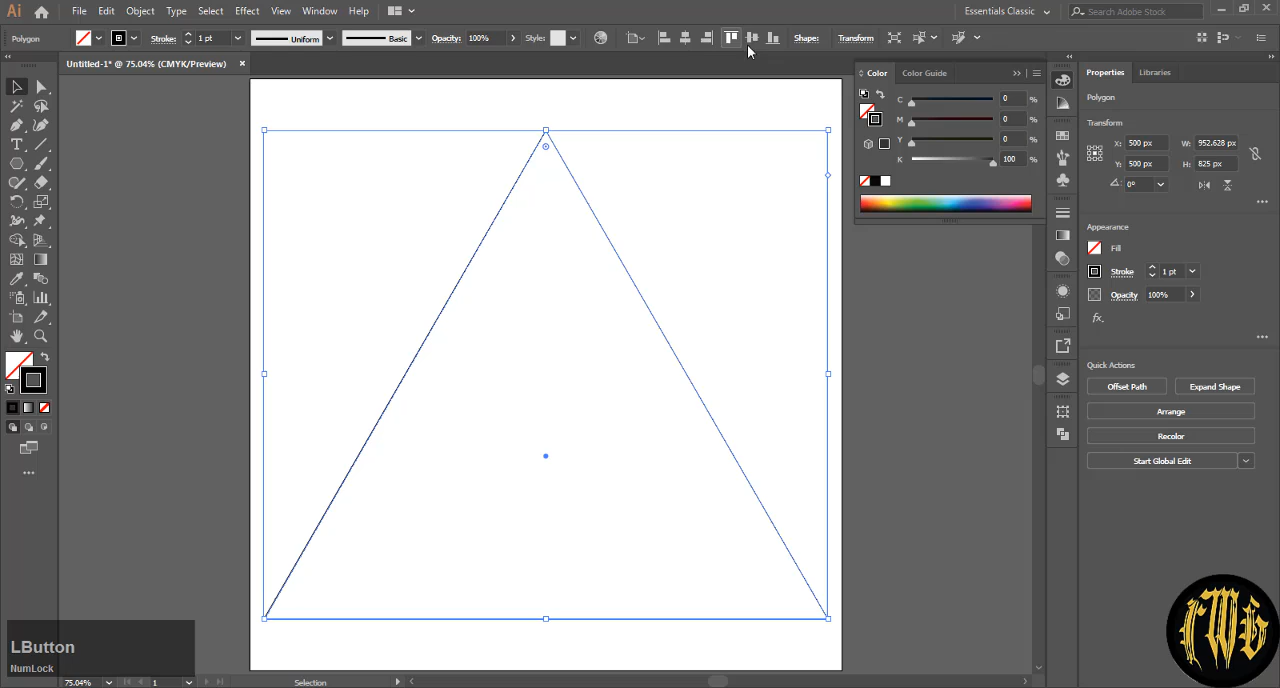 Ai File Edit Object Type Select Effect View Window Help Essentials Classic Search Adobe Stock
Polygon Stroke: 1 pt Uniform Basic Opacity: 100% Style: Shape: Transform
Untitled-1* @ 75.04% (CMYK/Preview) ×
Color Color Guide
C 0 %
M 0 %
Y 0 %
K 100 %
Properties Libraries
Polygon
Transform
X: 500 px W: 952.628 px
Y: 500 px H: 825 px
0°
Appearance
Fill
Stroke 1 pt
Opacity 100%
fx.
Quick Actions
Offset Path Expand Shape
Arrange
Recolor
Start Global Edit
LButton
NumLock
75.04% 1 Selection